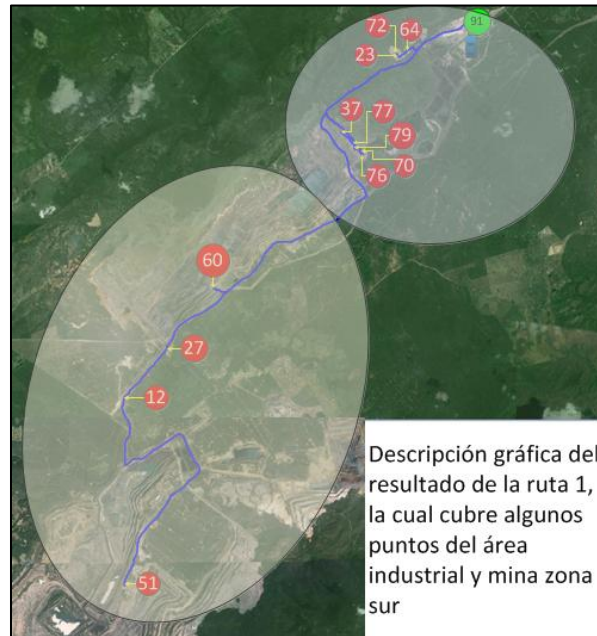 91
72
64
23
37
77
79
70
76
60
27
12
51
Descripción gráfica del
resultado de la ruta 1,
la cual cubre algunos
puntos del área
industrial y mina zona
sur